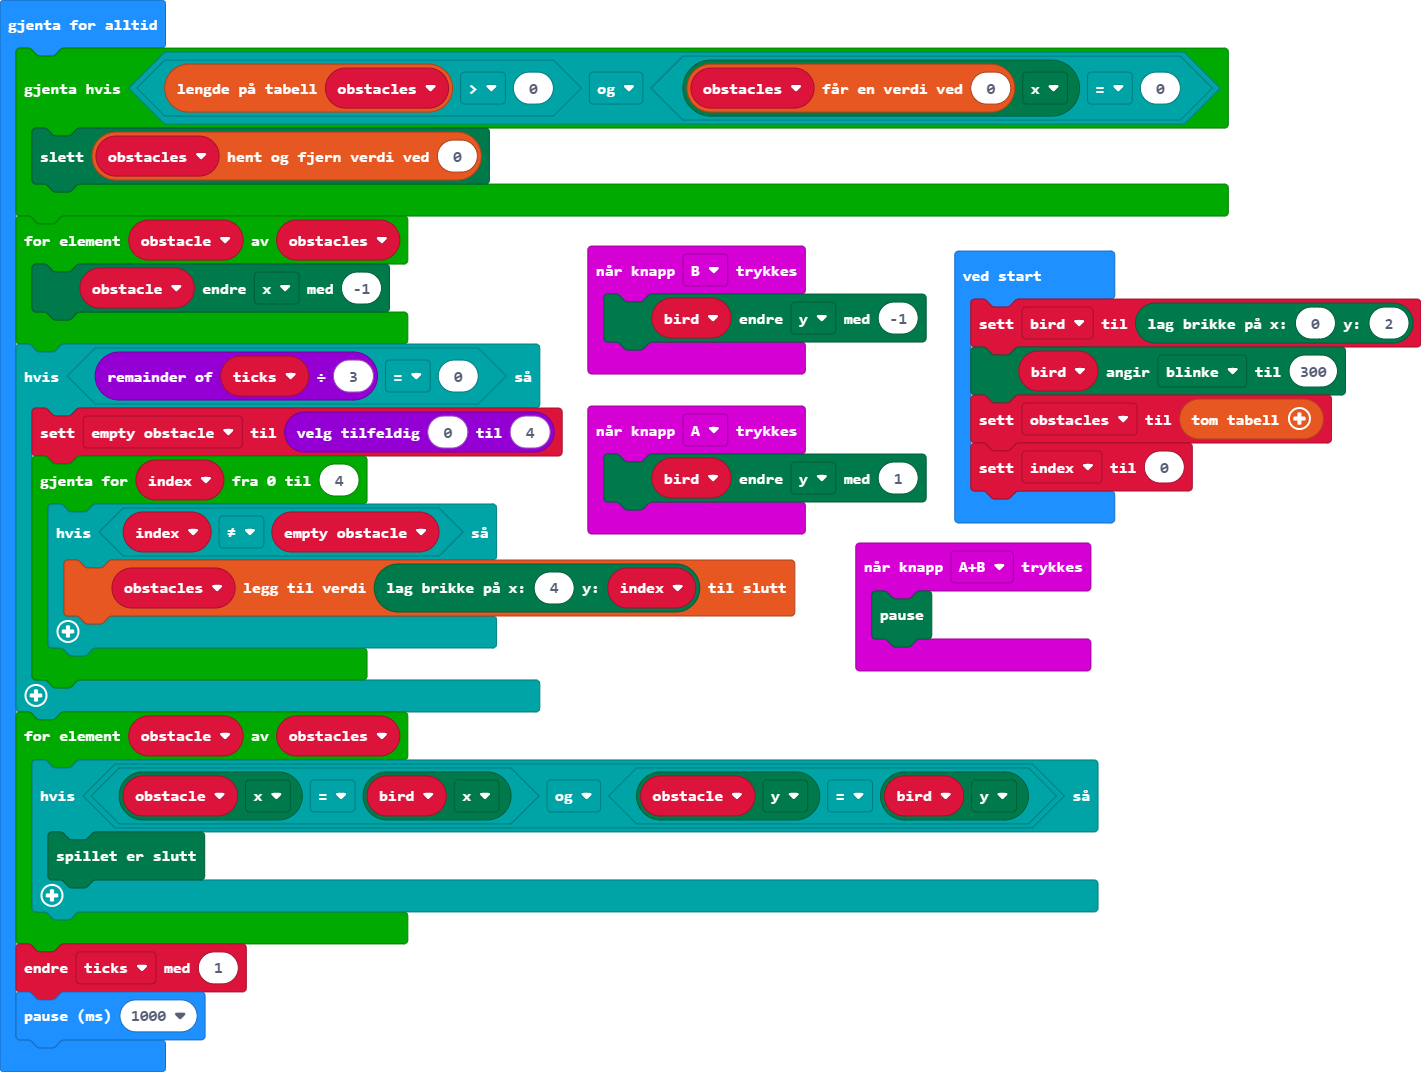 gjenta for alltid
gjenta hvis lengde på tabell obstacles > 0 og obstacles får en verdi ved 0 x = 0
slett obstacles hent og fjern verdi ved 0
for element obstacle av obstacles
obstacle endre x med -1
hvis remainder of ticks ÷ 3 = 0 så
sett empty obstacle til velg tilfeldig 0 til 4
gjenta for index fra 0 til 4
hvis index ≠ empty obstacle så
obstacles legg til verdi lag brikke på x: 4 y: index til slutt
for element obstacle av obstacles
hvis obstacle x = bird x og obstacle y = bird y så
spillet er slutt
endre ticks med 1
pause (ms) 1000
når knapp B trykkes
bird endre y med -1
når knapp A trykkes
bird endre y med 1
ved start
sett bird til lag brikke på x: 0 y: 2
bird angir blinke til 300
sett obstacles til tom tabell
sett index til 0
når knapp A+B trykkes
pause